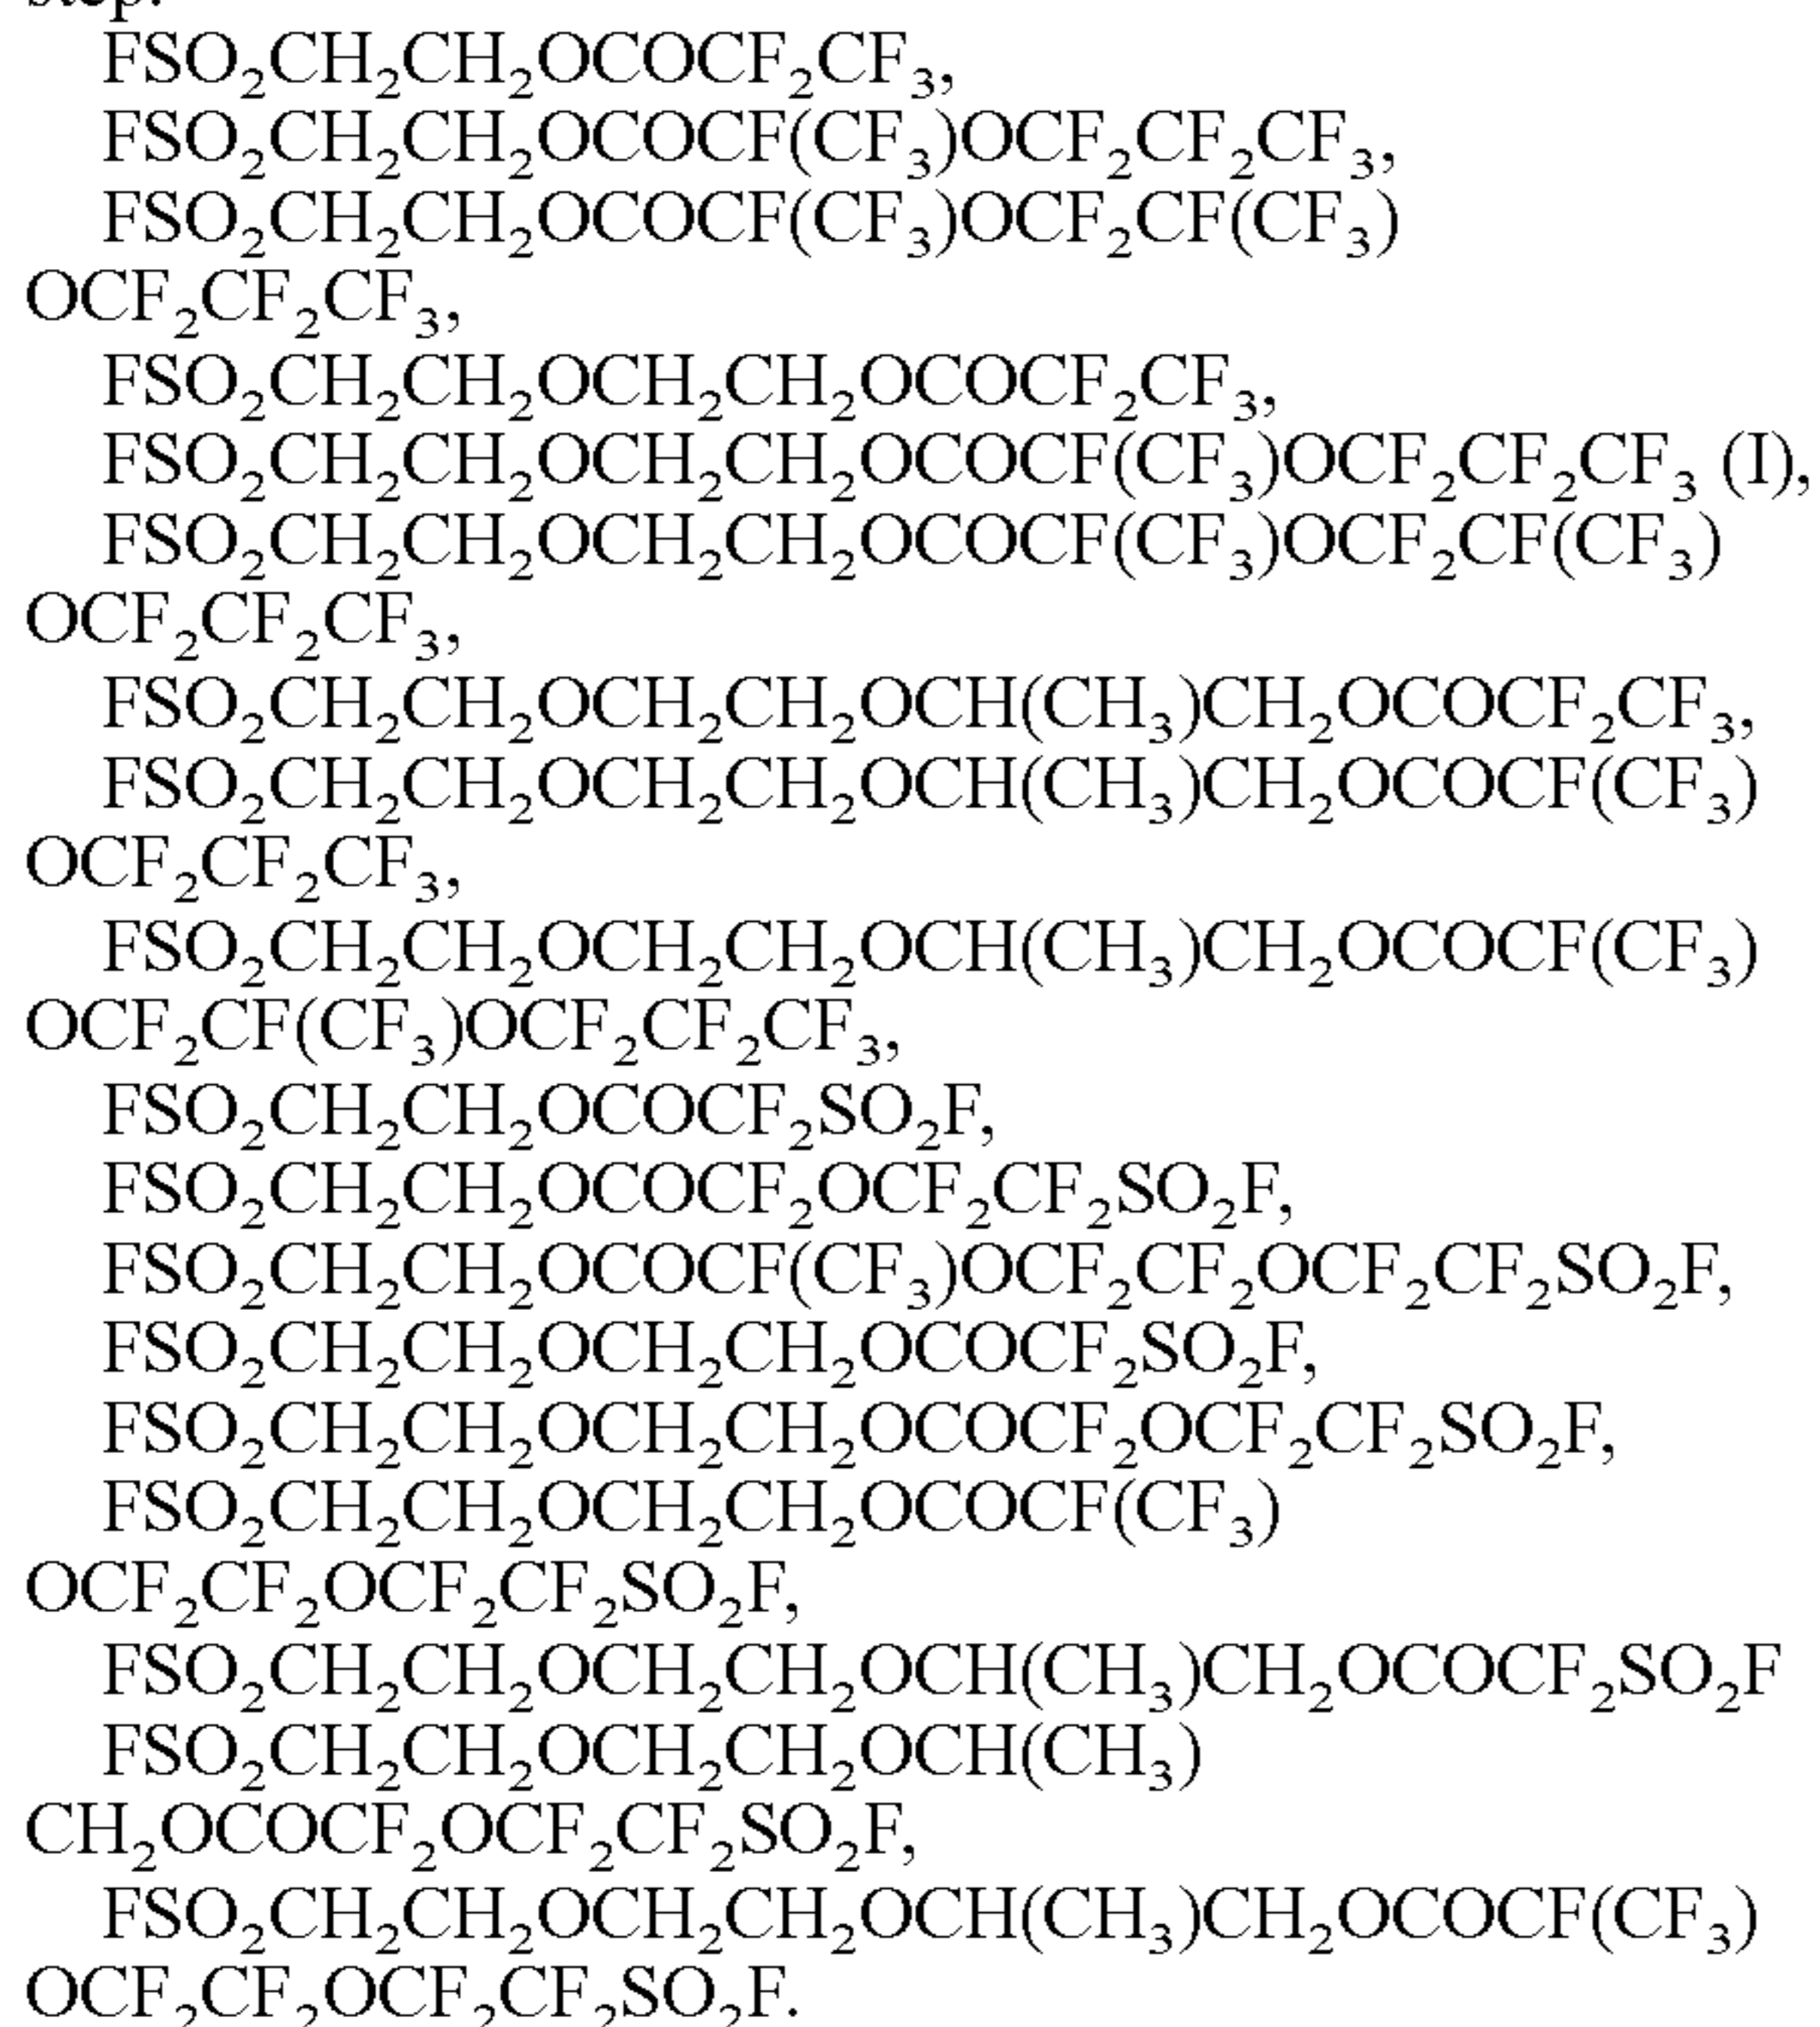 step.
FSO₂CH₂CH₂OCOCF₂CF₃,
FSO₂CH₂CH₂OCOCF(CF₃)OCF₂CF₂CF₃,
FSO₂CH₂CH₂OCOCF(CF₃)OCF₂CF(CF₃)
OCF₂CF₂CF₃,
FSO₂CH₂CH₂OCH₂CH₂OCOCF₂CF₃,
FSO₂CH₂CH₂OCH₂CH₂OCOCF(CF₃)OCF₂CF₂CF₃ (I),
FSO₂CH₂CH₂OCH₂CH₂OCOCF(CF₃)OCF₂CF(CF₃)
OCF₂CF₂CF₃,
FSO₂CH₂CH₂OCH₂CH₂OCH(CH₃)CH₂OCOCF₂CF₃,
FSO₂CH₂CH₂OCH₂CH₂OCH(CH₃)CH₂OCOCF(CF₃)
OCF₂CF₂CF₃,
FSO₂CH₂CH₂OCH₂CH₂OCH(CH₃)CH₂OCOCF(CF₃)
OCF₂CF(CF₃)OCF₂CF₂CF₃,
FSO₂CH₂CH₂OCOCF₂SO₂F,
FSO₂CH₂CH₂OCOCF₂OCF₂CF₂SO₂F,
FSO₂CH₂CH₂OCOCF(CF₃)OCF₂CF₂OCF₂CF₂SO₂F,
FSO₂CH₂CH₂OCH₂CH₂OCOCF₂SO₂F,
FSO₂CH₂CH₂OCH₂CH₂OCOCF₂OCF₂CF₂SO₂F,
FSO₂CH₂CH₂OCH₂CH₂OCOCF(CF₃)
OCF₂CF₂OCF₂CF₂SO₂F,
FSO₂CH₂CH₂OCH₂CH₂OCH(CH₃)CH₂OCOCF₂SO₂F
FSO₂CH₂CH₂OCH₂CH₂OCH(CH₃)
CH₂OCOCF₂OCF₂CF₂SO₂F,
FSO₂CH₂CH₂OCH₂CH₂OCH(CH₃)CH₂OCOCF(CF₃)
OCF₂CF₂OCF₂CF₂SO₂F.